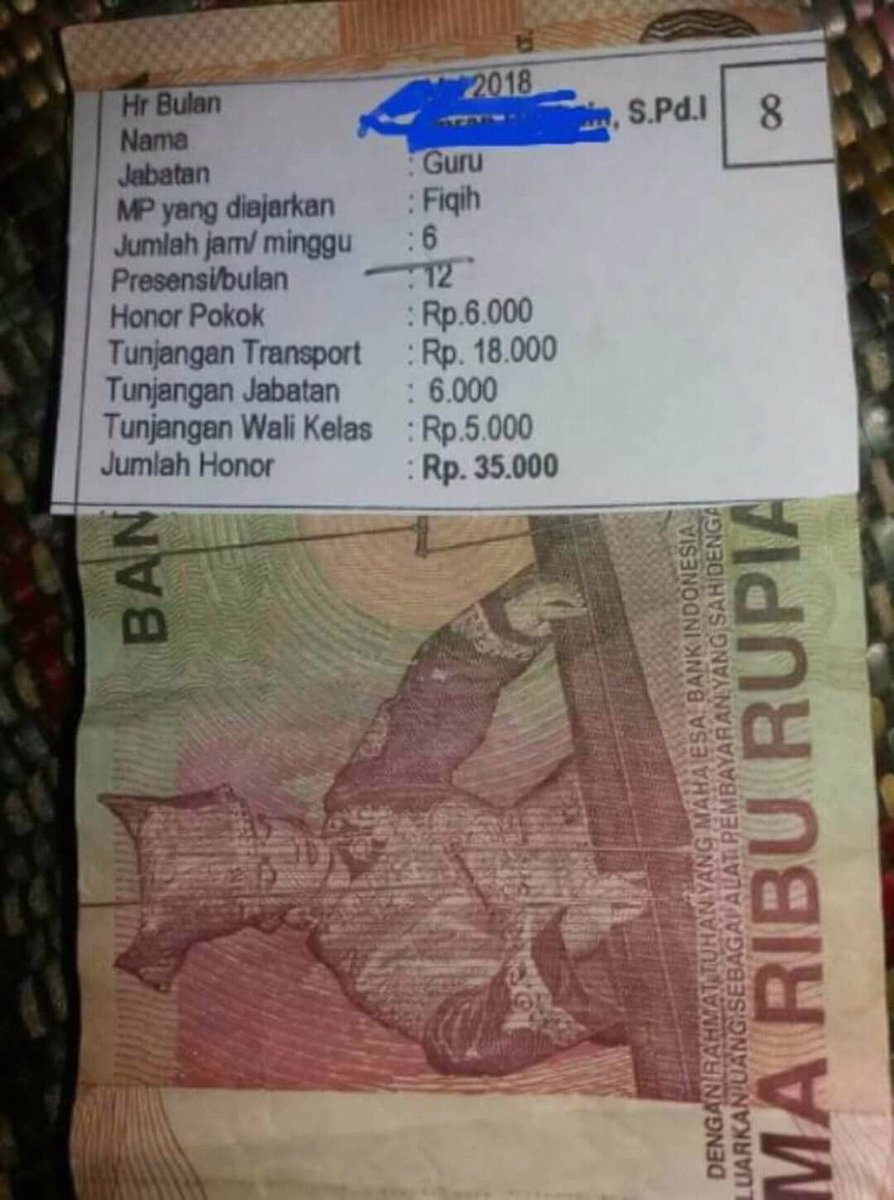 Hr Bulan 2018
Nama , S.Pd.I
8
Jabatan : Guru
MP yang diajarkan : Fiqih
Jumlah jam/ minggu : 6
Presensi/bulan : 12
Honor Pokok : Rp.6.000
Tunjangan Transport : Rp. 18.000
Tunjangan Jabatan : 6.000
Tunjangan Wali Kelas : Rp.5.000
Jumlah Honor : Rp. 35.000
BAN
DENGAN RAHMAT TUHAN YANG MAHA ESA, BANK INDONESIA
LUARKAN UANG SEBAGAI ALAT PEMBAYARAN YANG SAH DENGA
MA RIBU RUPIA